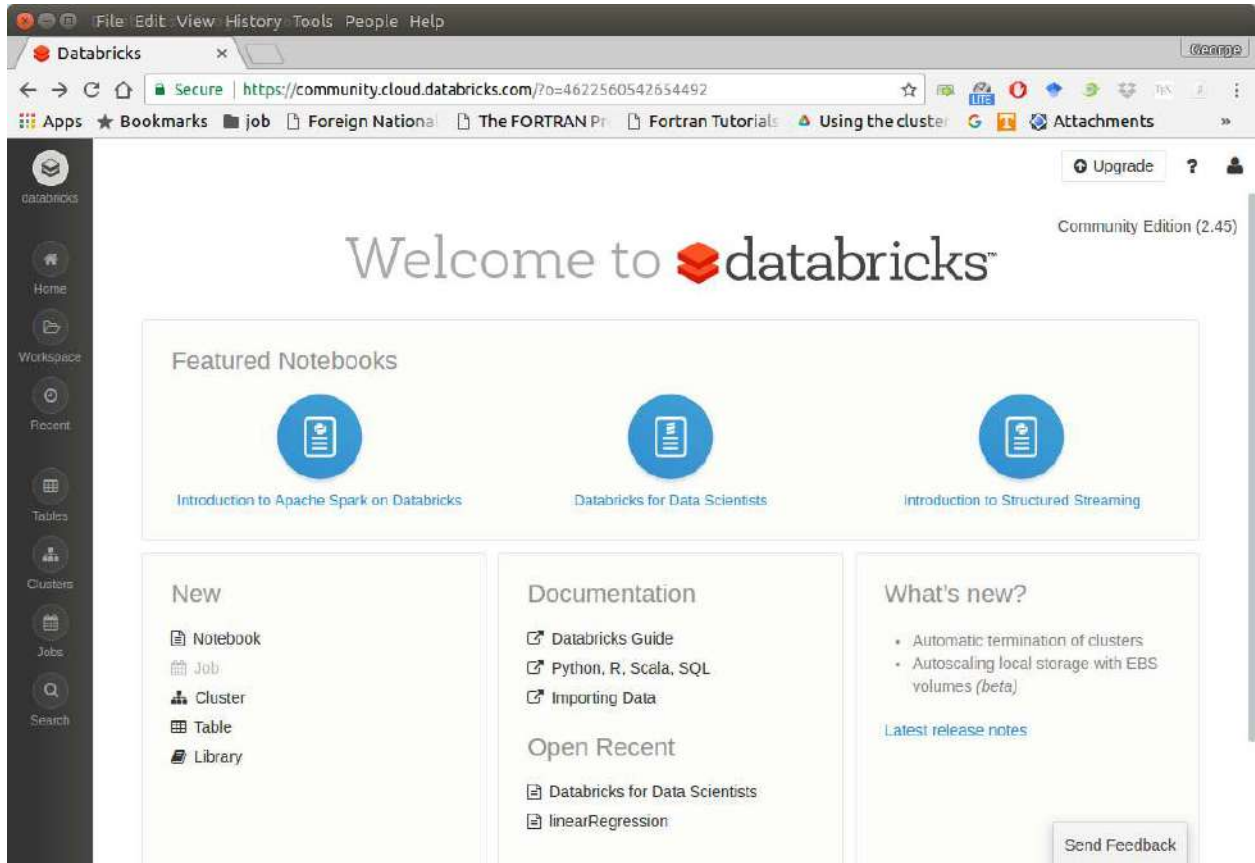 File Edit View History Tools People Help
Databricks
George
Secure | https://community.cloud.databricks.com/?o=4622560542654492
LITE
Apps Bookmarks job Foreign National The FORTRAN Pr Fortran Tutorials Using the cluster G Attachments »
databricks
Upgrade ?
Community Edition (2.45)
Welcome to databricks™
Home
Workspace
Recent
Tables
Clusters
Jobs
Search
Featured Notebooks
Introduction to Apache Spark on Databricks
Databricks for Data Scientists
Introduction to Structured Streaming
New
Notebook
Job
Cluster
Table
Library
Documentation
Databricks Guide
Python, R, Scala, SQL
Importing Data
Open Recent
Databricks for Data Scientists
linearRegression
What's new?
• Automatic termination of clusters
• Autoscaling local storage with EBS
volumes (beta)
Latest release notes
Send Feedback